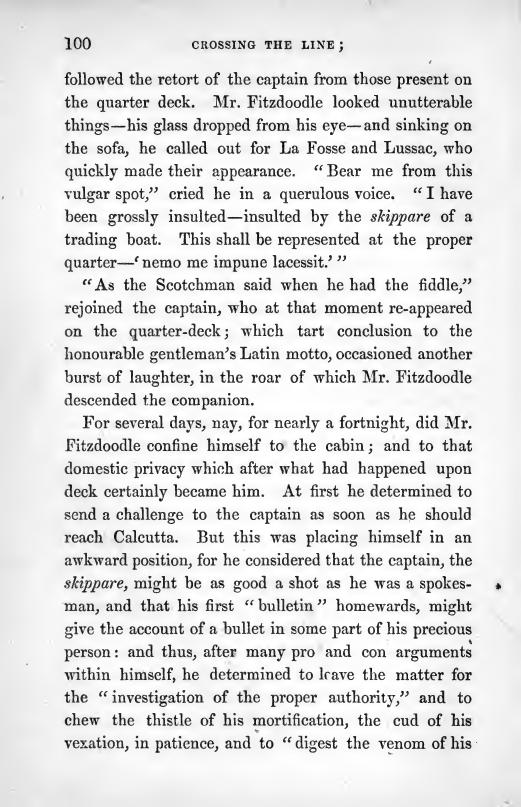 100 CROSSING THE LINE;
followed the retort of the captain from those present on
the quarter deck. Mr. Fitzdoodle looked unutterable
things—his glass dropped from his eye—and sinking on
the sofa, he called out for La Fosse and Lussac, who
quickly made their appearance. “Bear me from this
vulgar spot,” cried he in a querulous voice. “I have
been grossly insulted—insulted by the skippare of a
trading boat. This shall be represented at the proper
quarter—‘nemo me impune lacessit.’”
“As the Scotchman said when he had the fiddle,”
rejoined the captain, who at that moment re-appeared
on the quarter-deck; which tart conclusion to the
honourable gentleman’s Latin motto, occasioned another
burst of laughter, in the roar of which Mr. Fitzdoodle
descended the companion.
For several days, nay, for nearly a fortnight, did Mr.
Fitzdoodle confine himself to the cabin; and to that
domestic privacy which after what had happened upon
deck certainly became him. At first he determined to
send a challenge to the captain as soon as he should
reach Calcutta. But this was placing himself in an
awkward position, for he considered that the captain, the
skippare, might be as good a shot as he was a spokes-
man, and that his first “bulletin” homewards, might
give the account of a bullet in some part of his precious
person: and thus, after many pro and con arguments
within himself, he determined to leave the matter for
the “investigation of the proper authority,” and to
chew the thistle of his mortification, the cud of his
vexation, in patience, and to “digest the venom of his